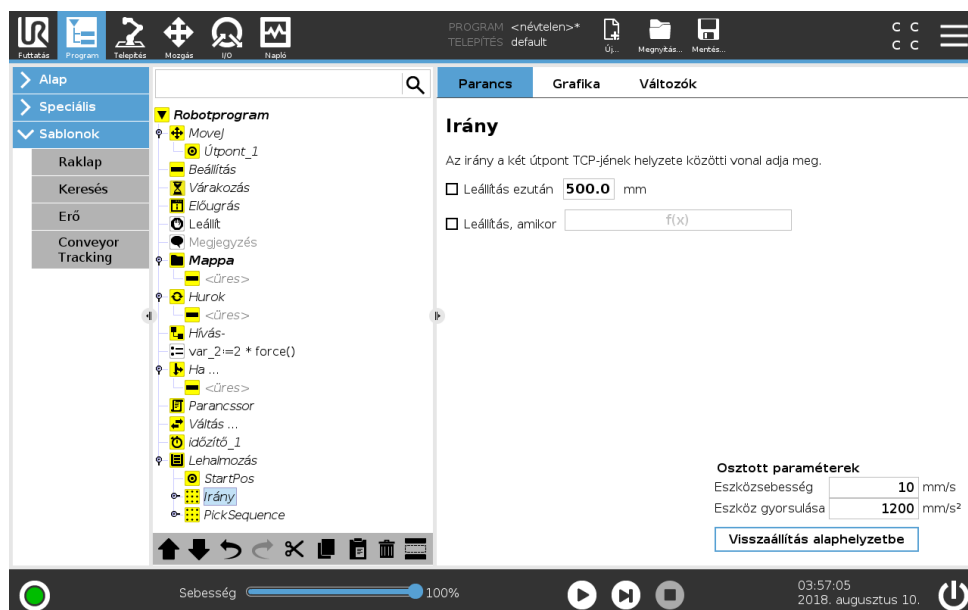 UR
Futtatás
Program
Telepítés
Mozgás
I/O
Napló
PROGRAM <névtelen>*
TELEPÍTÉS default
Új...
Megnyitás...
Mentés...
C C
C C
Alap
Speciális
Sablonok
Raklap
Keresés
Erő
Conveyor
Tracking
Robotprogram
MoveJ
Útpont_1
Beállítás
Várakozás
Előugrás
Leállít
Megjegyzés
Mappa
<üres>
Hurok
<üres>
Hívás-
var_2:=2 * force()
Ha ...
<üres>
Parancssor
Váltás ...
időzítő_1
Lehalmozás
StartPos
Irány
PickSequence
Parancs
Grafika
Változók
Irány
Az irány a két útpont TCP-jének helyzete közötti vonal adja meg.
Leállítás ezután 500.0 mm
Leállítás, amikor f(x)
Osztott paraméterek
Eszközsebesség 10 mm/s
Eszköz gyorsulása 1200 mm/s²
Visszaállítás alaphelyzetbe
Sebesség 100%
03:57:05
2018. augusztus 10.